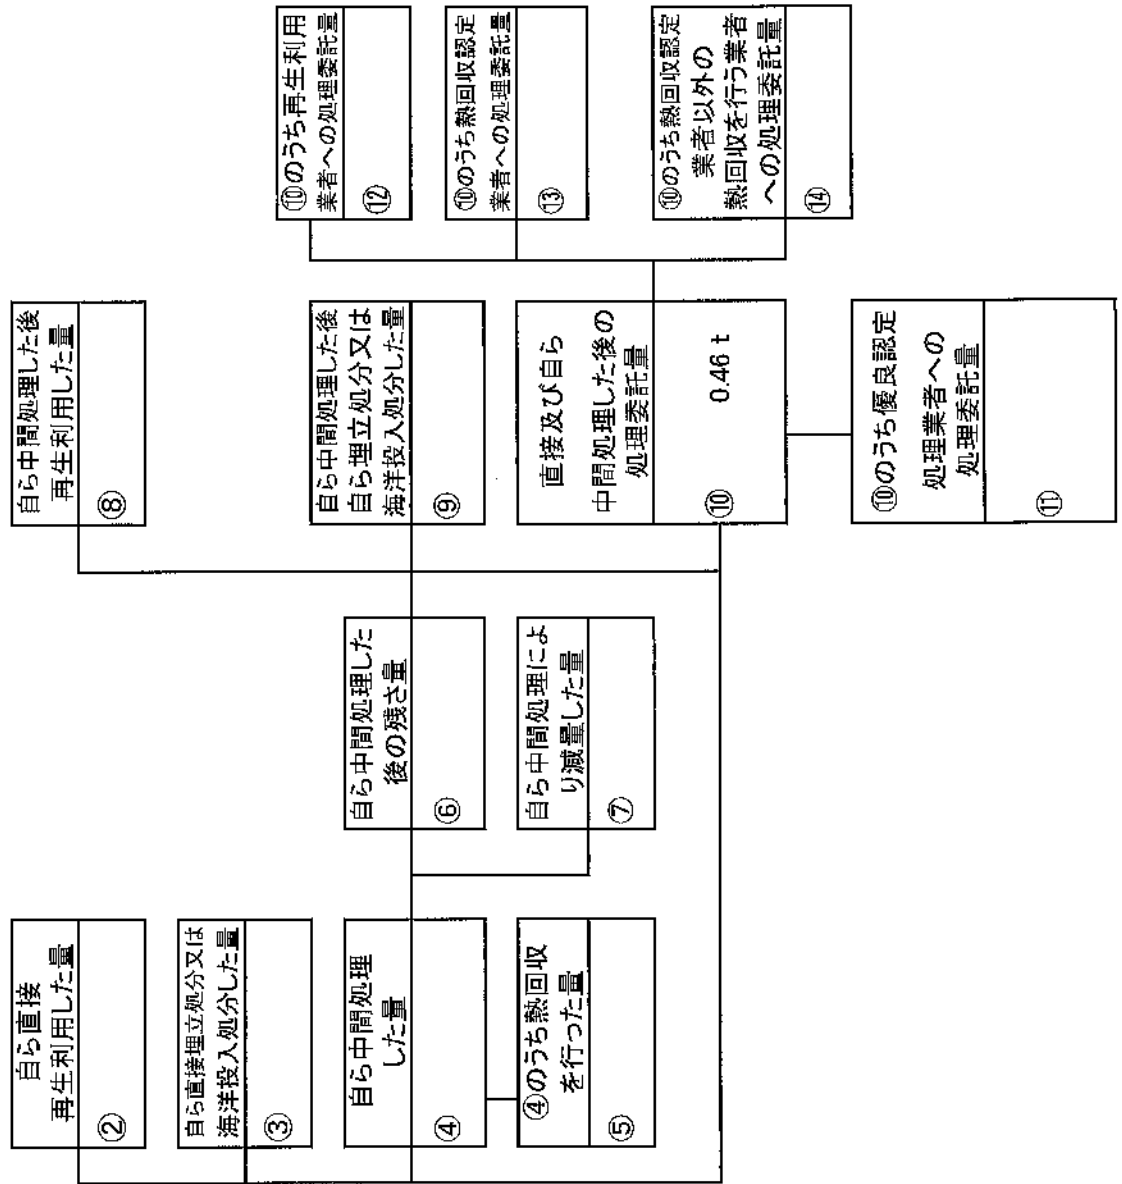 自ら直接
再生利用した量
②
自ら直接埋立処分又は
海洋投入処分した量
③
自ら中間処理
した量
④
④のうち熱回収
を行った量
⑤
自ら中間処理した
後の残さ量
⑥
自ら中間処理によ
り減量した量
⑦
自ら中間処理した後
再生利用した量
⑧
自ら中間処理した後
自ら埋立処分又は
海洋投入処分した量
⑨
直接及び自ら
中間処理した後の
処理委託量
⑩
0.46 t
⑩のうち優良認定
処理業者への
処理委託量
⑪
⑩のうち再生利用
業者への処理委託量
⑫
⑩のうち熱回収認定
業者への処理委託量
⑬
⑩のうち熱回収認定
業者以外の
熱回収を行う業者
への処理委託量
⑭